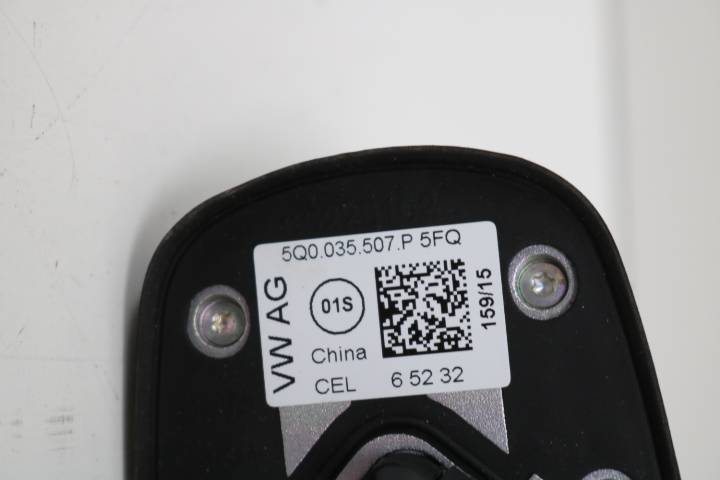 5Q0.035.507.P 5FQ
VW AG
01S
159/15
China
CEL 6 52 32